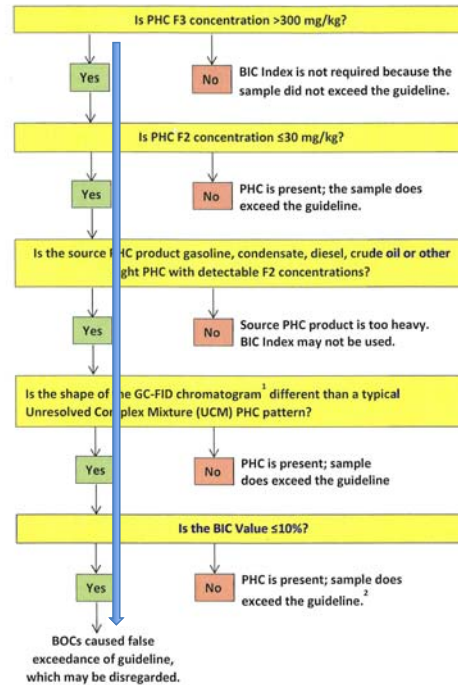 Is PHC F3 concentration >300 mg/kg?
Yes
No
BIC Index is not required because the
sample did not exceed the guideline.
Is PHC F2 concentration ≤30 mg/kg?
Yes
No
PHC is present; the sample does
exceed the guideline.
Is the source PHC product gasoline, condensate, diesel, crude oil or other
ght PHC with detectable F2 concentrations?
Yes
No
Source PHC product is too heavy.
BIC Index may not be used.
Is the shape of the GC-FID chromatogram¹ different than a typical
Unresolved Complex Mixture (UCM) PHC pattern?
Yes
No
PHC is present; sample
does exceed the guideline
Is the BIC Value ≤10%?
Yes
No
PHC is present; sample does
exceed the guideline.²
BOCs caused false
exceedance of guideline,
which may be disregarded.